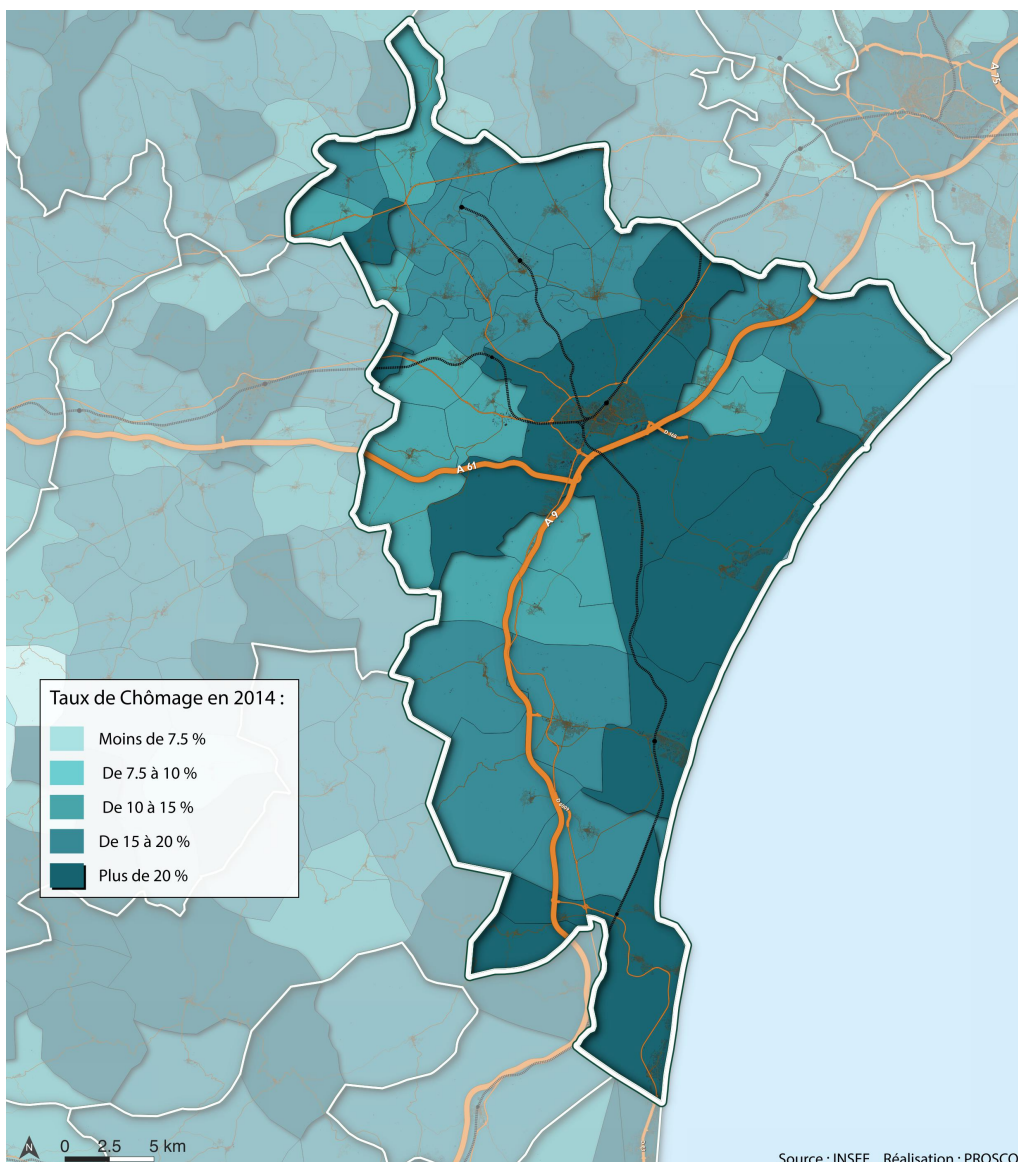 A 75
D 168
A 61
A 9
Taux de Chômage en 2014 :
Moins de 7.5 %
De 7.5 à 10 %
De 10 à 15 %
De 15 à 20 %
Plus de 20 %
N
0 2.5 5 km
Source : INSEE Réalisation : PROSCO